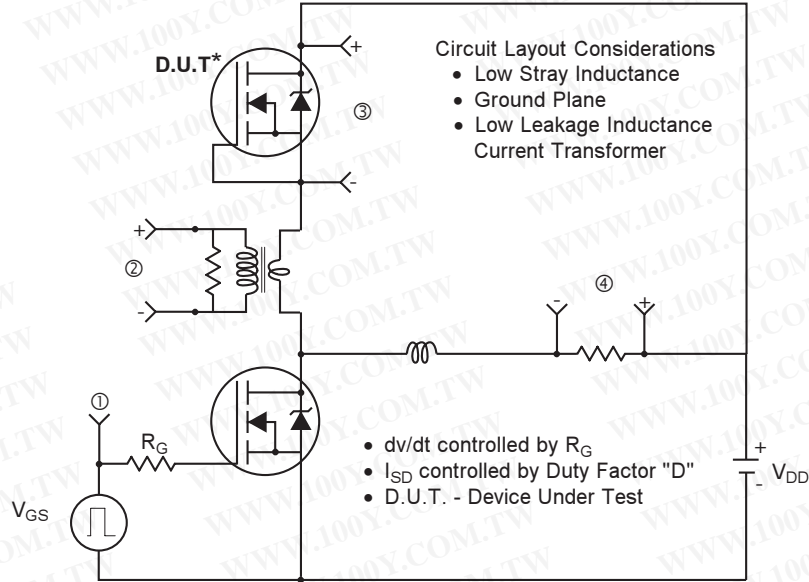 D.U.T*
+
③
-
Circuit Layout Considerations
• Low Stray Inductance
• Ground Plane
• Low Leakage Inductance
Current Transformer
+
②
-
④
-
+
①
R_G
V_GS
• dv/dt controlled by R_G
• I_SD controlled by Duty Factor "D"
• D.U.T. - Device Under Test
+
-
V_DD
WWW.100Y.COM.TW